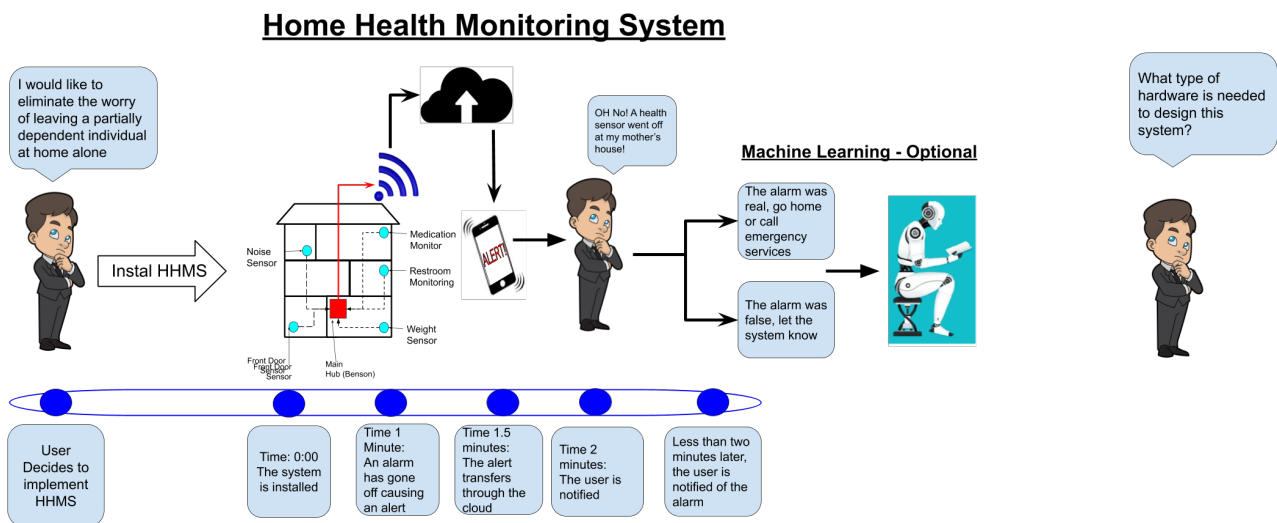 Home Health Monitoring System
I would like to
eliminate the worry
of leaving a partially
dependent individual
at home alone
Instal HHMS
Noise
Sensor
Medication
Monitor
Restroom
Monitoring
Weight
Sensor
Front Door
Sensor
Front Door
Sensor
Main
Hub (Benson)
ALERT!
OH No! A health
sensor went off
at my mother's
house!
Machine Learning - Optional
The alarm was
real, go home
or call
emergency
services
The alarm was
false, let the
system know
What type of
hardware is needed
to design this
system?
User
Decides to
implement
HHMS
Time: 0:00
The system
is installed
Time 1
Minute:
An alarm
has gone
off causing
an alert
Time 1.5
minutes:
The alert
transfers
through the
cloud
Time 2
minutes:
The user is
notified
Less than two
minutes later,
the user is
notified of the
alarm